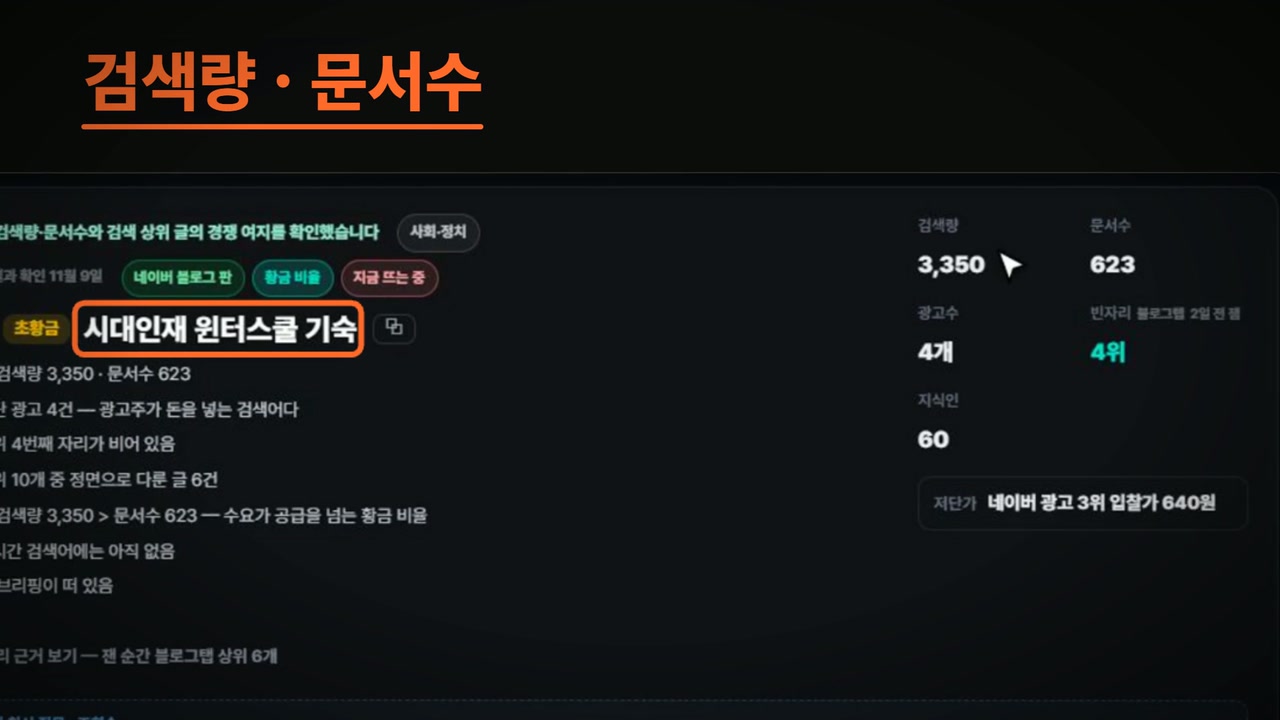 검색량 · 문서수
검색량-문서수와 검색 상위 글의 경쟁 여지를 확인했습니다 사회·정치
확인 11월 9일 네이버 블로그 판 황금 비율 지금 뜨는 중
초황금 시대인재 윈터스쿨 기숙
검색량 3,350 · 문서수 623
광고 4건 — 광고주가 돈을 넣는 검색어다
4번째 자리가 비어 있음
10개 중 정면으로 다룬 글 6건
검색량 3,350 > 문서수 623 — 수요가 공급을 넘는 황금 비율
검색어에는 아직 없음
브리핑이 떠 있음
근거 보기 — 잰 순간 블로그탭 상위 6개
검색량 문서수
3,350 623
광고수 빈자리 블로그탭 2일 전 잼
4개 4위
지식인
60
저단가 네이버 광고 3위 입찰가 640원